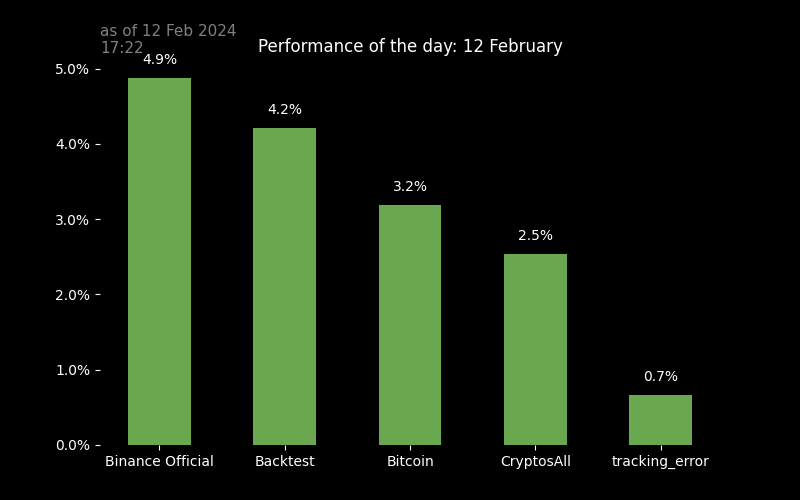 as of 12 Feb 2024
17:22
Performance of the day: 12 February
5.0%
4.0%
3.0%
2.0%
1.0%
0.0%
4.9%
4.2%
3.2%
2.5%
0.7%
Binance Official
Backtest
Bitcoin
CryptosAll
tracking_error